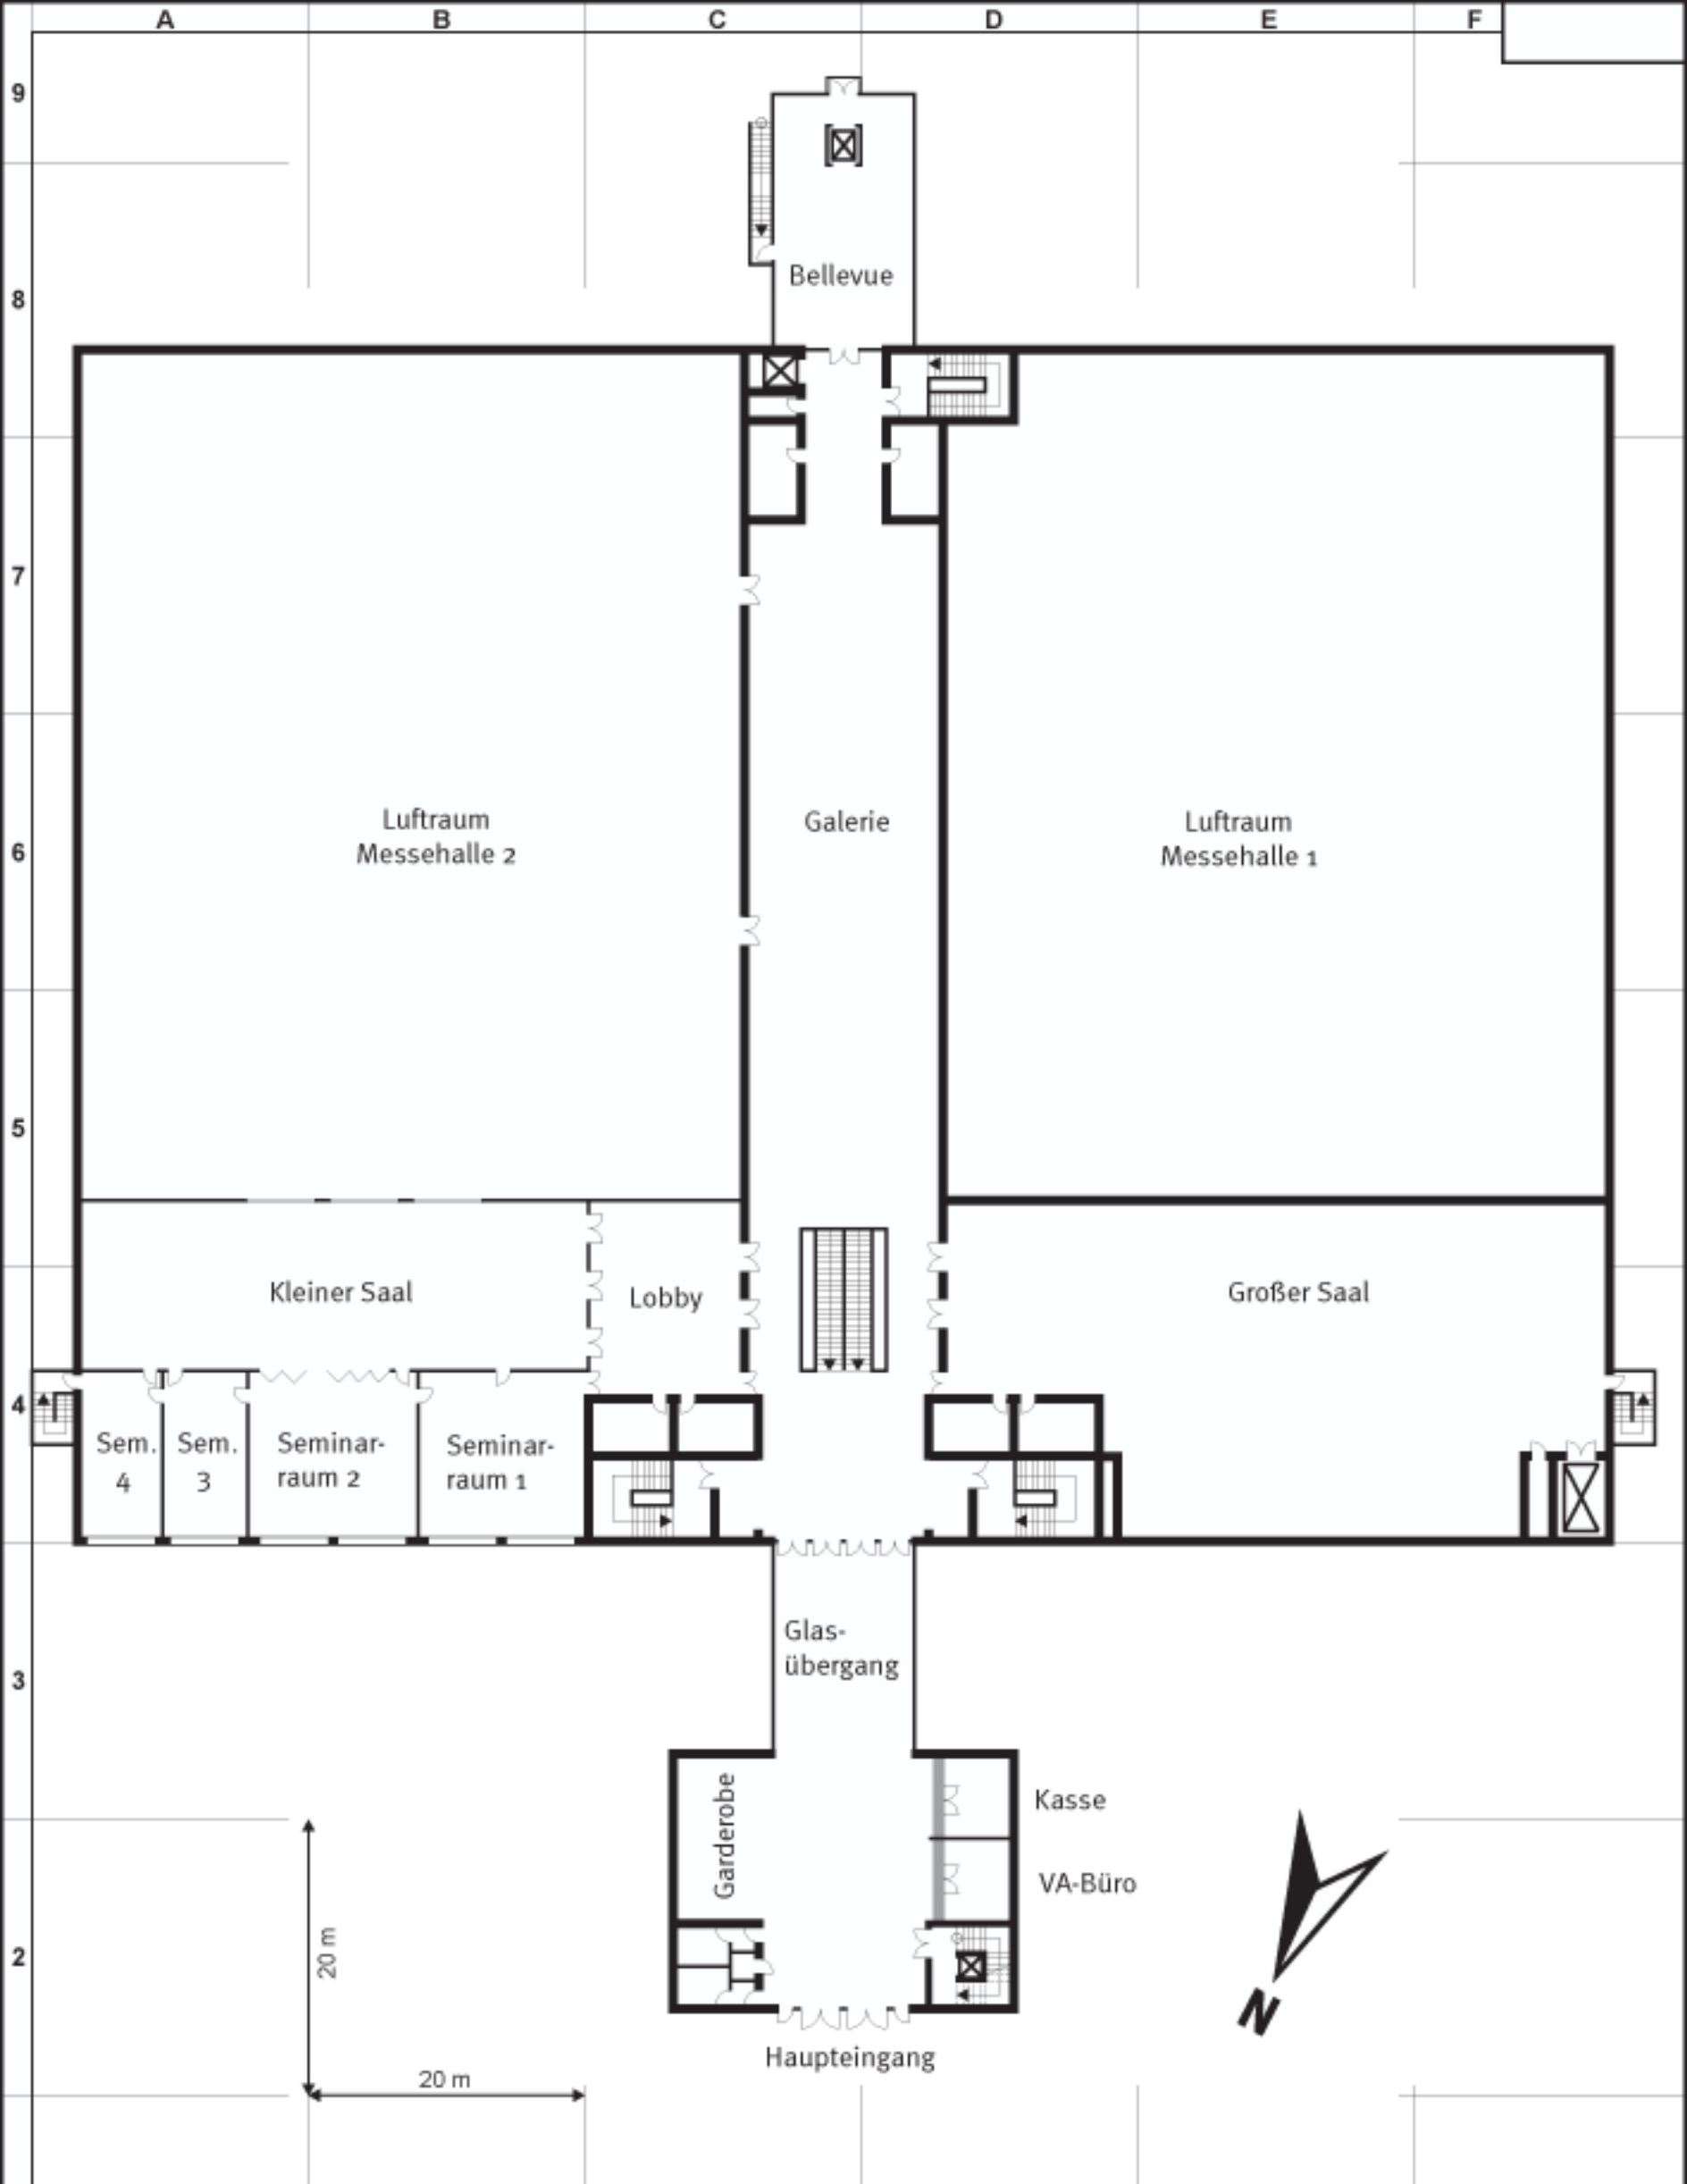 A B C D E F
9
Bellevue
8
7
Luftraum
Messehalle 2
Galerie
Luftraum
Messehalle 1
6
5
Kleiner Saal
Lobby
Großer Saal
4
Sem.
4
Sem.
3
Seminar-
raum 2
Seminar-
raum 1
Glas-
übergang
3
Garderobe
Kasse
VA-Büro
2
20 m
N
Haupteingang
20 m